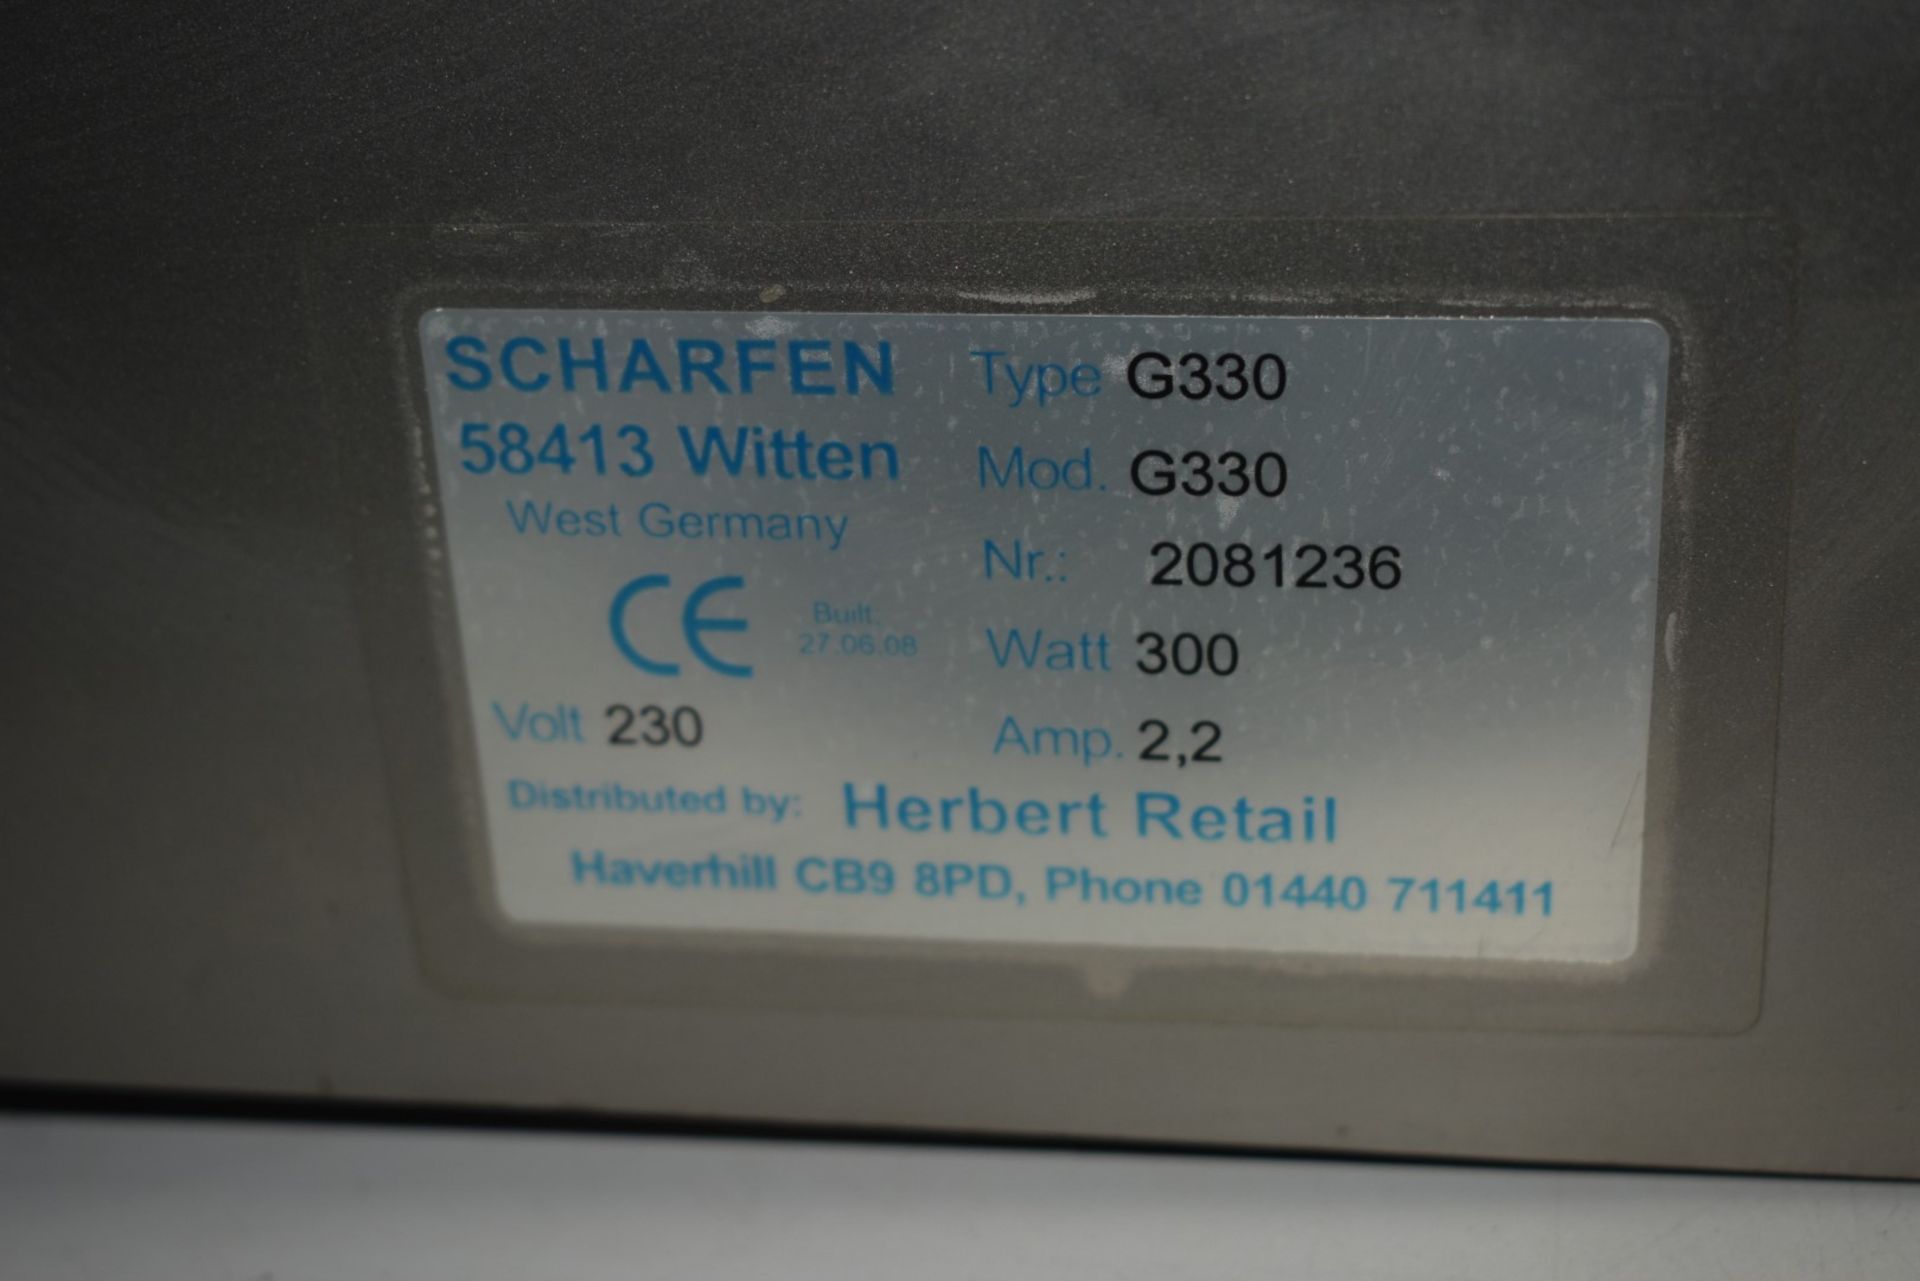 SCHARFEN
58413 Witten
West Germany
CE
Built:
27.06.08
Volt 230
Type G330
Mod. G330
Nr.: 2081236
Watt 300
Amp. 2,2
Distributed by: Herbert Retail
Haverhill CB9 8PD, Phone 01440 711411